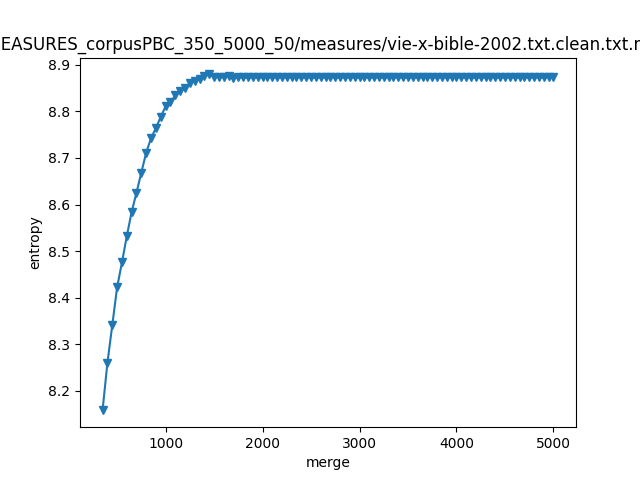 EASURES_corpusPBC_350_5000_50/measures/vie-x-bible-2002.txt.clean.txt.r
8.9
8.8
8.7
8.6
8.5
8.4
8.3
8.2
entropy
1000 2000 3000 4000 5000
merge